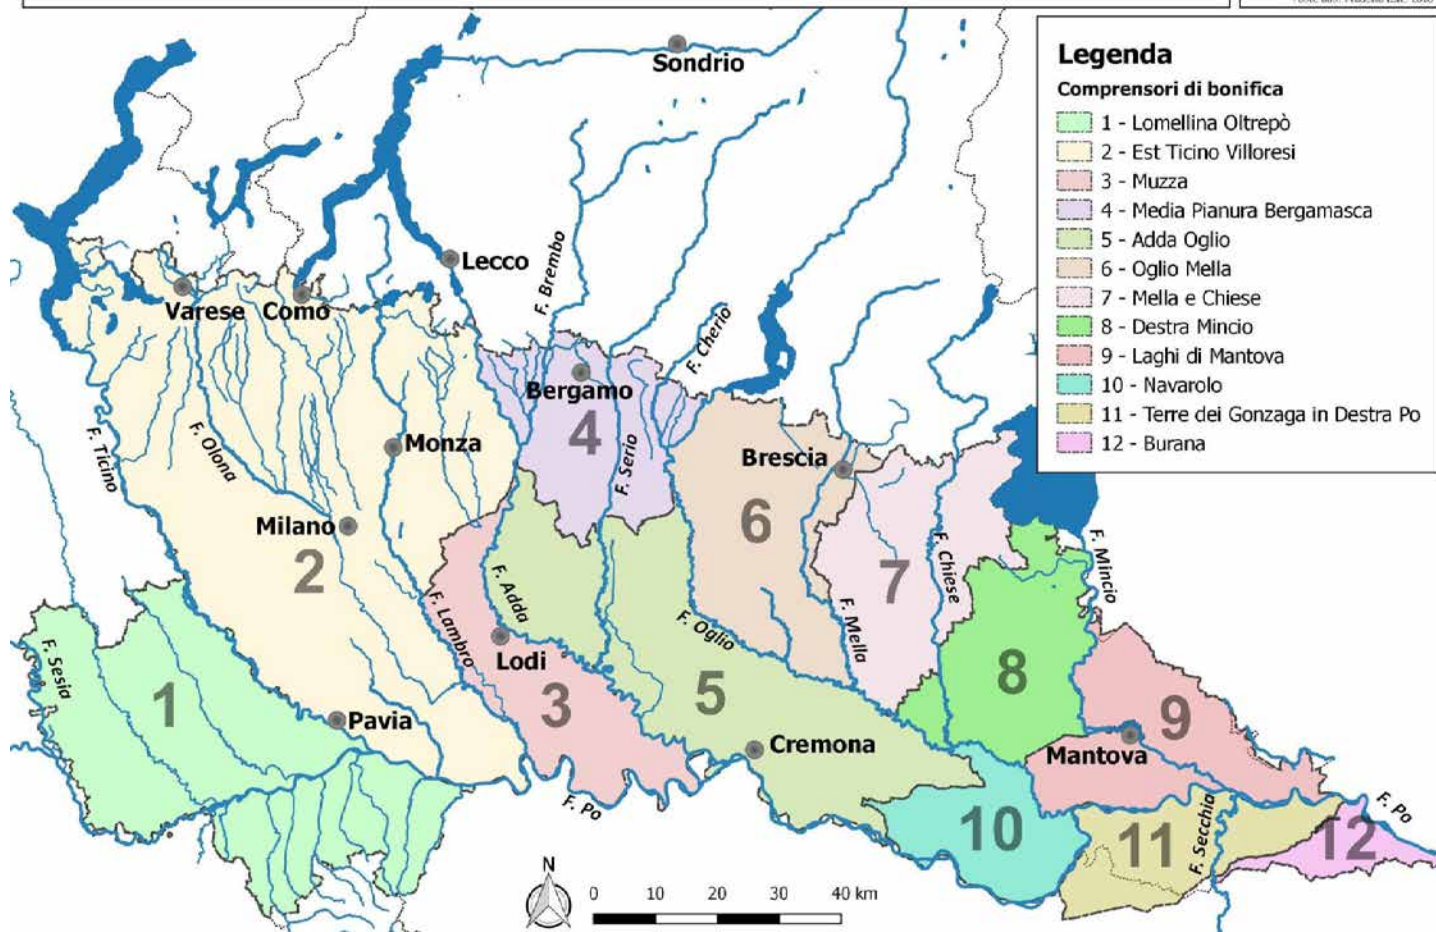 Sondrio
Legenda
Comprensori di bonifica
1 - Lomellina Oltrepò
2 - Est Ticino Villoresi
3 - Muzza
4 - Media Pianura Bergamasca
5 - Adda Oglio
6 - Oglio Mella
7 - Mella e Chiese
8 - Destra Mincio
9 - Laghi di Mantova
10 - Navarolo
11 - Terre dei Gonzaga in Destra Po
12 - Burana
Lecco
F. Brembo
Varese
Como
F. Cherio
Bergamo
4
F. Ticino
F. Olona
Monza
F. Serio
Brescia
Milano
2
6
7
F. Chiese
F. Mincio
F. Adda
F. Lambro
F. Oglio
F. Mella
Lodi
F. Sesia
1
3
5
8
9
Pavia
Cremona
Mantova
F. Po
10
11
F. Secchia
12
F. Po
N
0 10 20 30 40 km